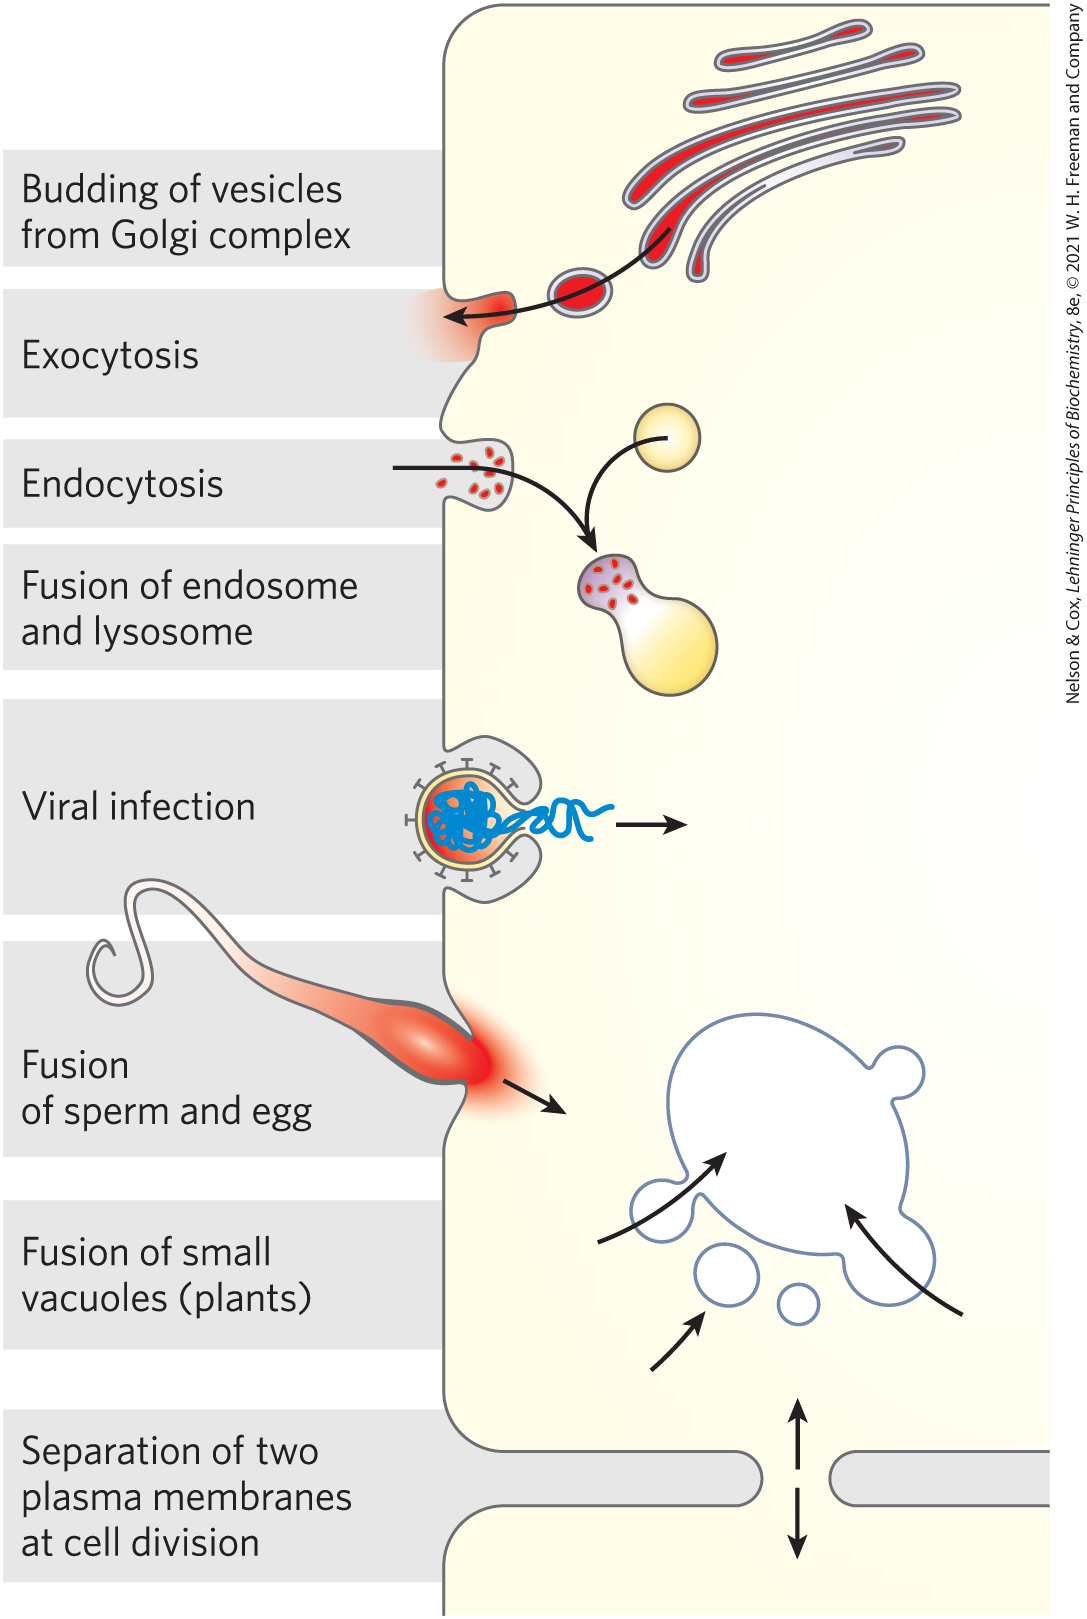 Budding of vesicles
from Golgi complex
Exocytosis
Endocytosis
Fusion of endosome
and lysosome
Viral infection
Fusion
of sperm and egg
Fusion of small
vacuoles (plants)
Separation of two
plasma membranes
at cell division
Nelson & Cox, Lehninger Principles of Biochemistry, 8e, © 2021 W. H. Freeman and Company